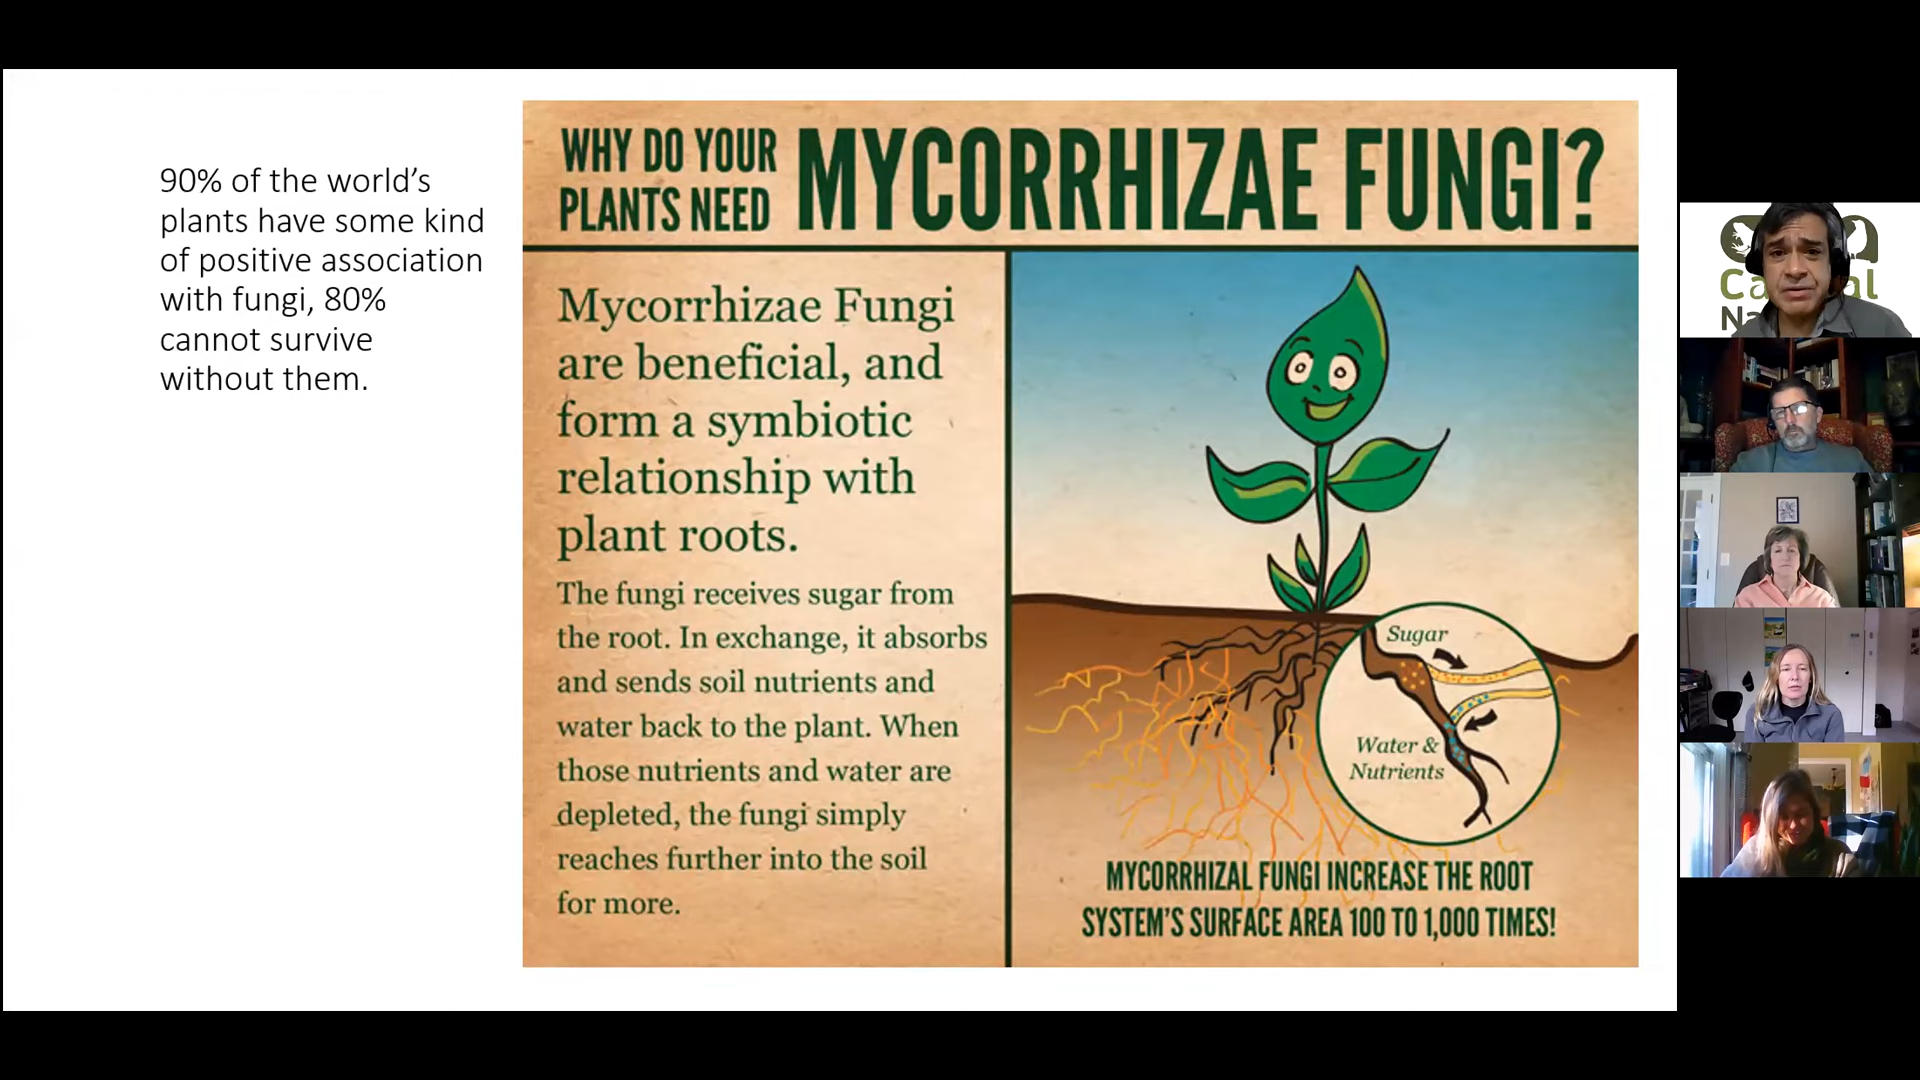 90% of the world’s
plants have some kind
of positive association
with fungi, 80%
cannot survive
without them.
WHY DO YOUR
PLANTS NEED
MYCORRHIZAE FUNGI?
Mycorrhizae Fungi
are beneficial, and
form a symbiotic
relationship with
plant roots.
The fungi receives sugar from
the root. In exchange, it absorbs
and sends soil nutrients and
water back to the plant. When
those nutrients and water are
depleted, the fungi simply
reaches further into the soil
for more.
Sugar
Water &
Nutrients
MYCORRHIZAL FUNGI INCREASE THE ROOT
SYSTEM’S SURFACE AREA 100 TO 1,000 TIMES!